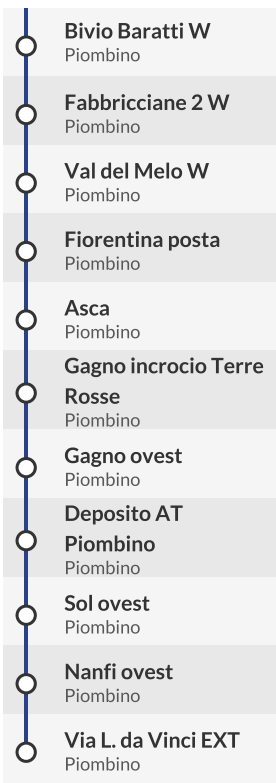 Bivio Baratti W
Piombino
Fabbricciane 2 W
Piombino
Val del Melo W
Piombino
Fiorentina posta
Piombino
Asca
Piombino
Gagno incrocio Terre
Rosse
Piombino
Gagno ovest
Piombino
Deposito AT
Piombino
Piombino
Sol ovest
Piombino
Nanfi ovest
Piombino
Via L. da Vinci EXT
Piombino